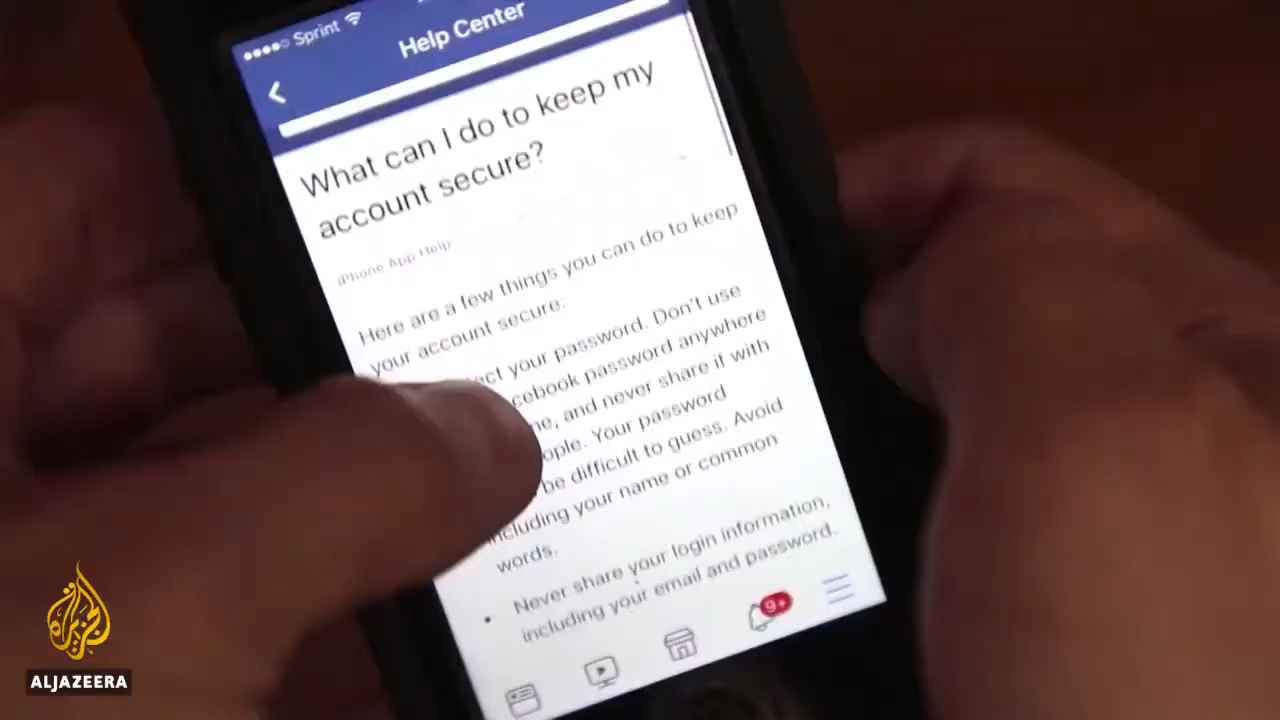 Sprint
Help Center
What can I do to keep my
account secure?
iPhone App Help
Here are a few things you can do to keep
your account secure:
your password. Don't use
password anywhere
and never share it with
Your password
be difficult to guess. Avoid
including your name or common
words.
• Never share your login information,
including your email and password.
9+
الجزيرة
ALJAZEERA